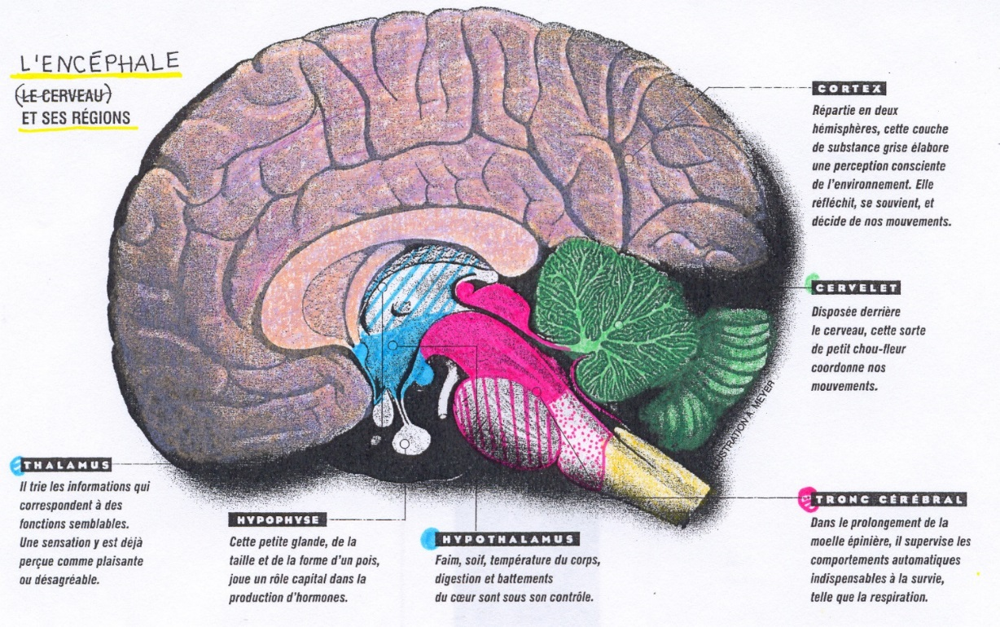 L'ENCÉPHALE
(LE CERVEAU)
ET SES RÉGIONS
CORTEX
Répartie en deux
hémisphères, cette couche
de substance grise élabore
une perception consciente
de l'environnement. Elle
réfléchit, se souvient, et
décide de nos mouvements.
CERVELET
Disposée derrière
le cerveau, cette sorte
de petit chou-fleur
coordonne nos
mouvements.
STRATION A. MEYER
THALAMUS
Il trie les informations qui
correspondent à des
fonctions semblables.
Une sensation y est déjà
perçue comme plaisante
ou désagréable.
HYPOPHYSE
Cette petite glande, de la
taille et de la forme d'un pois,
joue un rôle capital dans la
production d'hormones.
HYPOTHALAMUS
Faim, soif, température du corps,
digestion et battements
du cœur sont sous son contrôle.
TRONC CÉRÉBRAL
Dans le prolongement de la
moelle épinière, il supervise les
comportements automatiques
indispensables à la survie,
telle que la respiration.